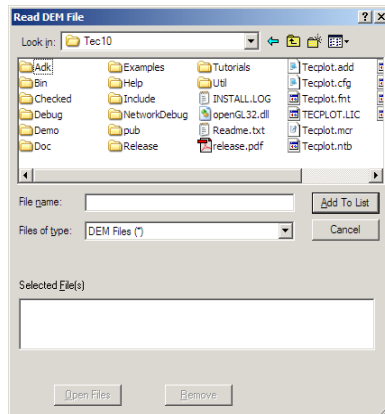 Read DEM File
Look in: Tec10
Adk Examples Tutorials Tecplot.add
Bin Help Util Tecplot.cfg
Checked Include INSTALL.LOG Tecplot.fnt
Debug NetworkDebug openGL32.dll TECPLOT.LIC
Demo pub Readme.txt Tecplot.mcr
Doc Release release.pdf Tecplot.ntb
File name: Add To List
Files of type: DEM Files (*) Cancel
Selected File(s)
Open Files Remove